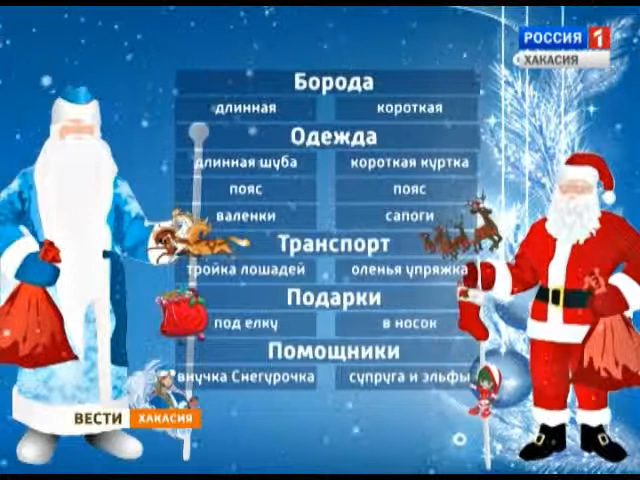 РОССИЯ 1
ХАКАСИЯ
Борода
длинная короткая
Одежда
длинная шуба короткая куртка
пояс пояс
валенки сапоги
Транспорт
тройка лошадей оленья упряжка
Подарки
под елку в носок
Помощники
внучка Снегурочка супруга и эльфы
ВЕСТИ ХАКАСИЯ